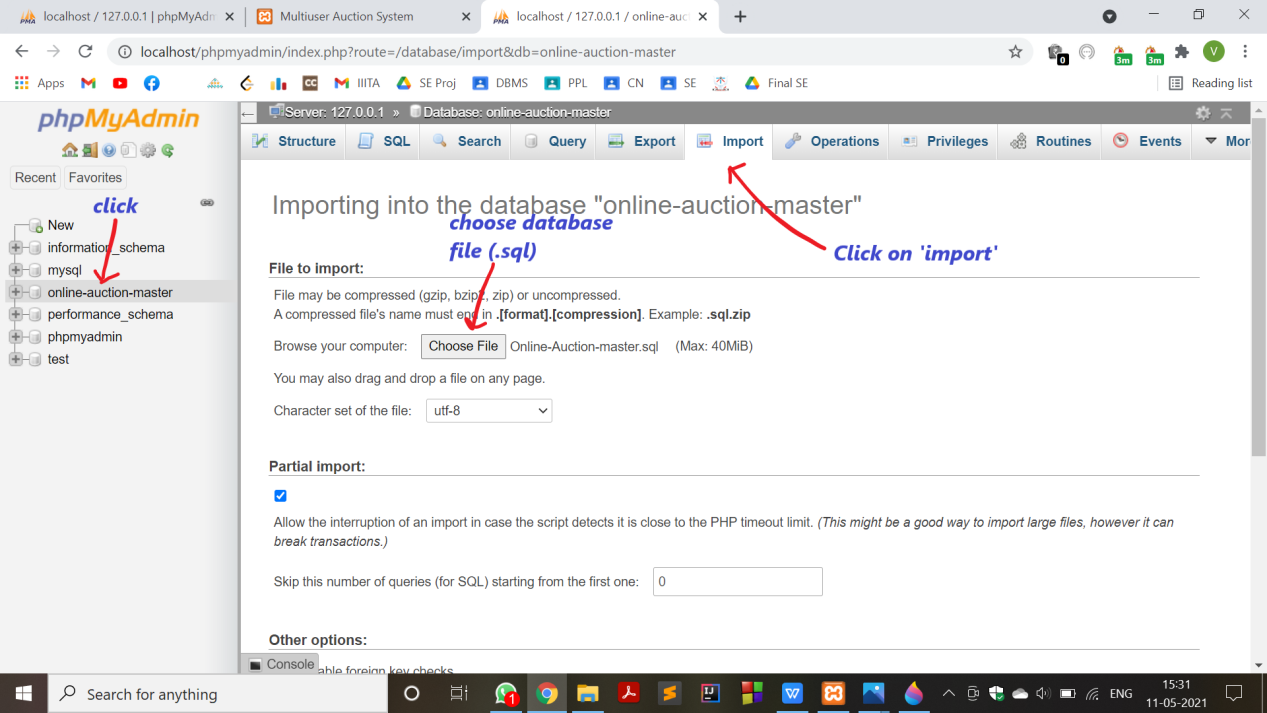 localhost / 127.0.0.1 | phpMyAdm
Multiuser Auction System
localhost / 127.0.0.1 / online-auc
localhost/phpmyadmin/index.php?route=/database/import&db=online-auction-master
0
3m
3m
V
Apps
CC
IIITA
SE Proj
DBMS
PPL
CN
SE
Final SE
Reading list
phpMyAdmin
Server: 127.0.0.1 » Database: online-auction-master
Structure
SQL
Search
Query
Export
Import
Operations
Privileges
Routines
Events
Mor
Recent
Favorites
click
New
information_schema
mysql
online-auction-master
performance_schema
phpmyadmin
test
Importing into the database "online-auction-master"
choose database
file (.sql)
Click on 'import'
File to import:
File may be compressed (gzip, bzip2, zip) or uncompressed.
A compressed file's name must end in .[format].[compression]. Example: .sql.zip
Browse your computer:
Choose File
Online-Auction-master.sql
(Max: 40MiB)
You may also drag and drop a file on any page.
Character set of the file:
utf-8
Partial import:
Allow the interruption of an import in case the script detects it is close to the PHP timeout limit. (This might be a good way to import large files, however it can
break transactions.)
Skip this number of queries (for SQL) starting from the first one:
0
Other options:
Console
able foreign key checks
Search for anything
1
ENG
15:31
11-05-2021